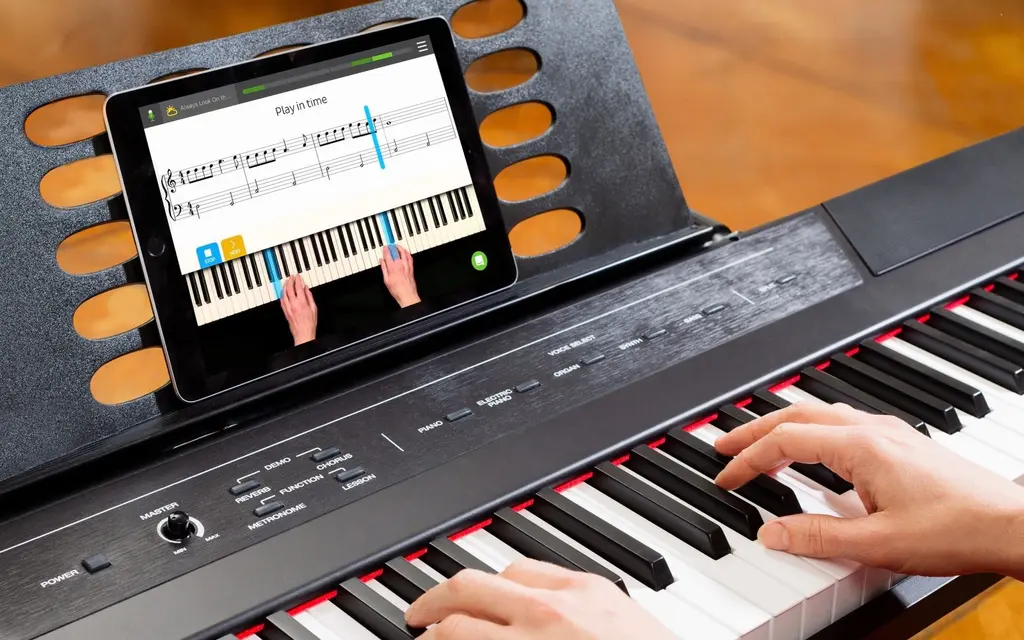 Always Look On th...
Play in time
STOP
VOICE SELECT
PIANO
ELECTRIC
PIANO
ORGAN
SYNTH
BASS
DEMO
CHORUS
REVERB
FUNCTION
LESSON
METRONOME
MASTER
MIN
MAX
POWER